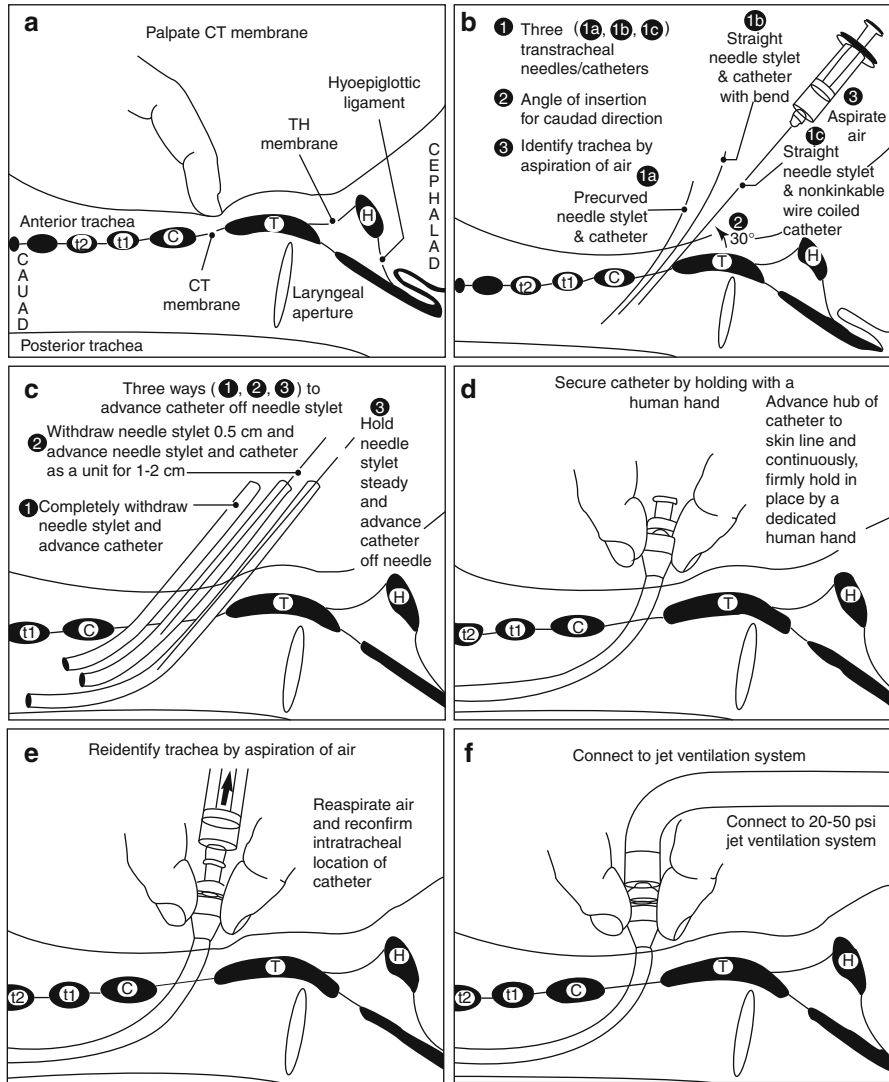 a
Palpate CT membrane
Hyoepiglottic
ligament
TH
membrane
CEPHALAD
Anterior trachea
t2
t1
C
T
H
CAUAD
CT
membrane
Laryngeal
aperture
Posterior trachea
b
1 Three (1a, 1b, 1c)
transtracheal
needles/catheters
2 Angle of insertion
for caudad direction
3 Identify trachea by
aspiration of air
1b
Straight
needle stylet
& catheter
with bend
3
Aspirate
air
1c
Straight
needle stylet
& nonkinkable
wire coiled
catheter
1a
Precurved
needle stylet
& catheter
2
30°
t2
t1
C
T
H
c
Three ways (1, 2, 3) to
advance catheter off needle stylet
2 Withdraw needle stylet 0.5 cm and
advance needle stylet and catheter
as a unit for 1-2 cm
1 Completely withdraw
needle stylet and
advance catheter
3
Hold
needle
stylet
steady
and
advance
catheter
off needle
t1
C
T
H
d
Secure catheter by holding with a
human hand
Advance hub of
catheter to
skin line and
continuously,
firmly hold in
place by a
dedicated
human hand
t2
t1
C
T
H
e
Reidentify trachea by aspiration of air
Reaspirate air
and reconfirm
intratracheal
location of
catheter
t2
t1
C
T
H
f
Connect to jet ventilation system
Connect to 20-50 psi
jet ventilation system
t2
t1
C
T
H